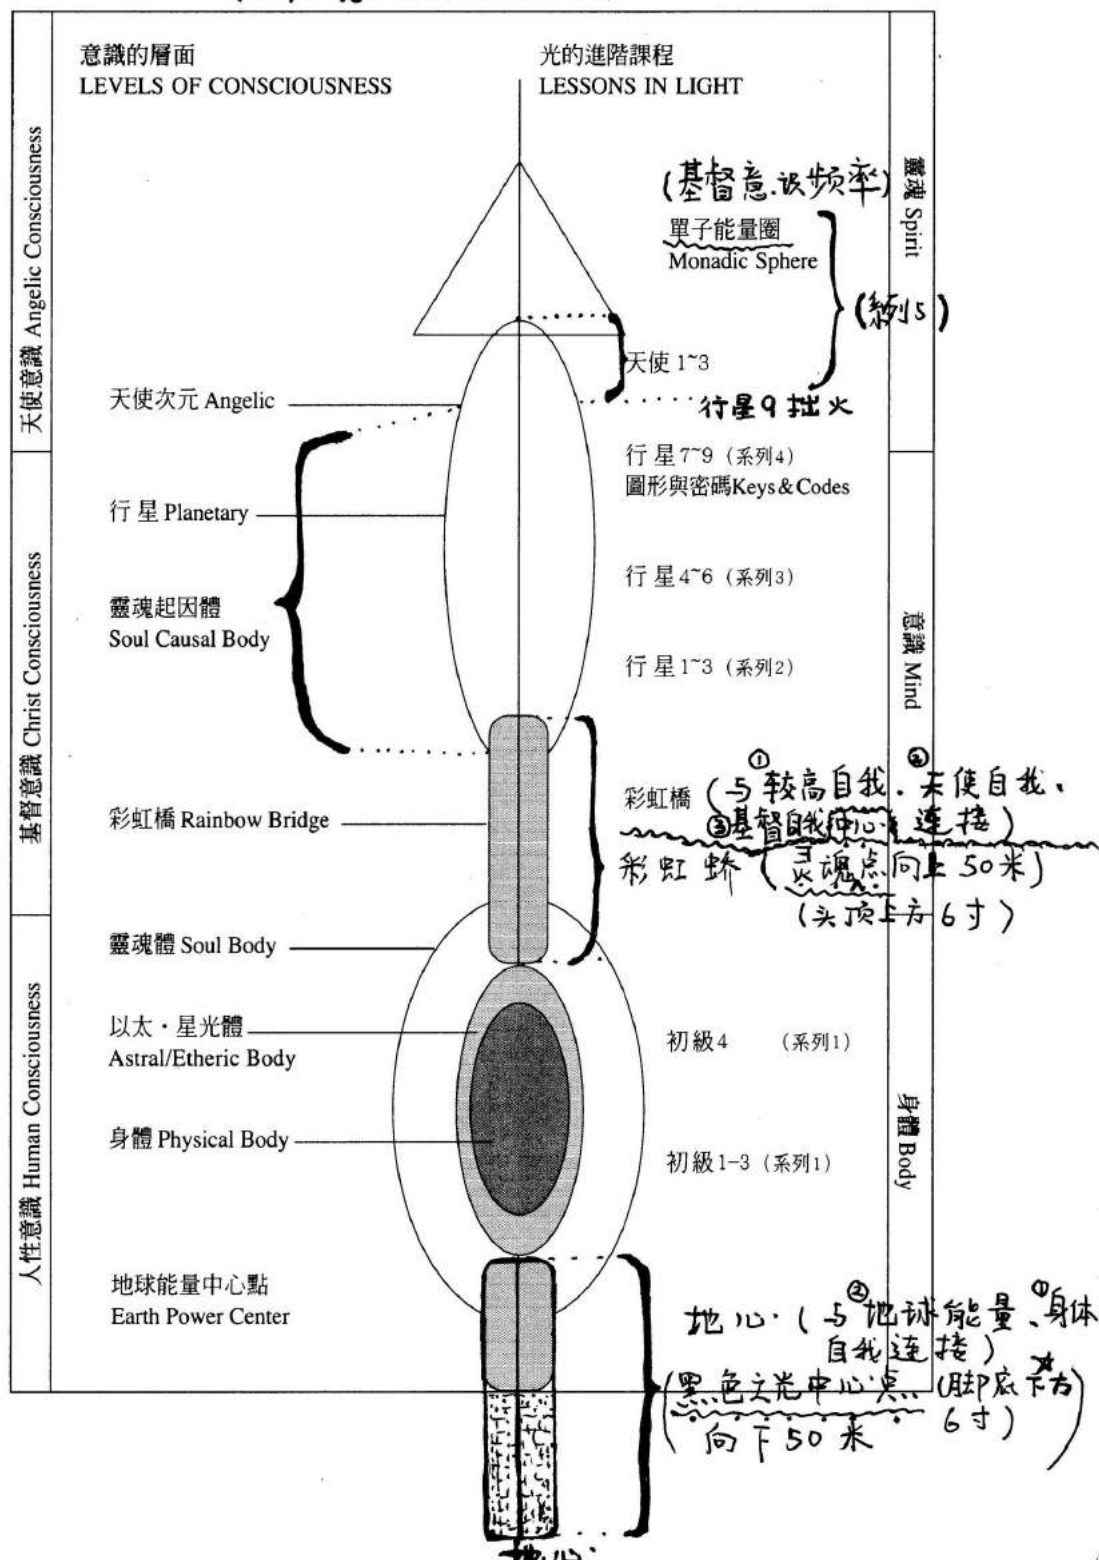 意識的層面
LEVELS OF CONSCIOUSNESS
光的進階課程
LESSONS IN LIGHT
天使意識 Angelic Consciousness
基督意識 Christ Consciousness
人性意識 Human Consciousness
靈魂 Spirit
意識 Mind
身體 Body
(基督意识频率)
單子能量圈
Monadic Sphere
(系列5)
天使 1~3
天使次元 Angelic
行星9
行星7~9 (系列4)
圖形與密碼Keys&Codes
行星 Planetary
行星4~6 (系列3)
靈魂起因體
Soul Causal Body
行星1~3 (系列2)
彩虹橋 Rainbow Bridge
彩虹橋 (与①较高自我.②天使自我、
③基督自我中心 连接)
彩虹桥 (灵魂点向上50米)
(头顶上方6寸)
靈魂體 Soul Body
以太・星光體
Astral/Etheric Body
初級4 (系列1)
身體 Physical Body
初級1-3 (系列1)
地球能量中心點
Earth Power Center
地心.(与②地球能量、①身体
自我连接)
(黑色之光中心点 (脚底下方
6寸)
向下50米
地心.